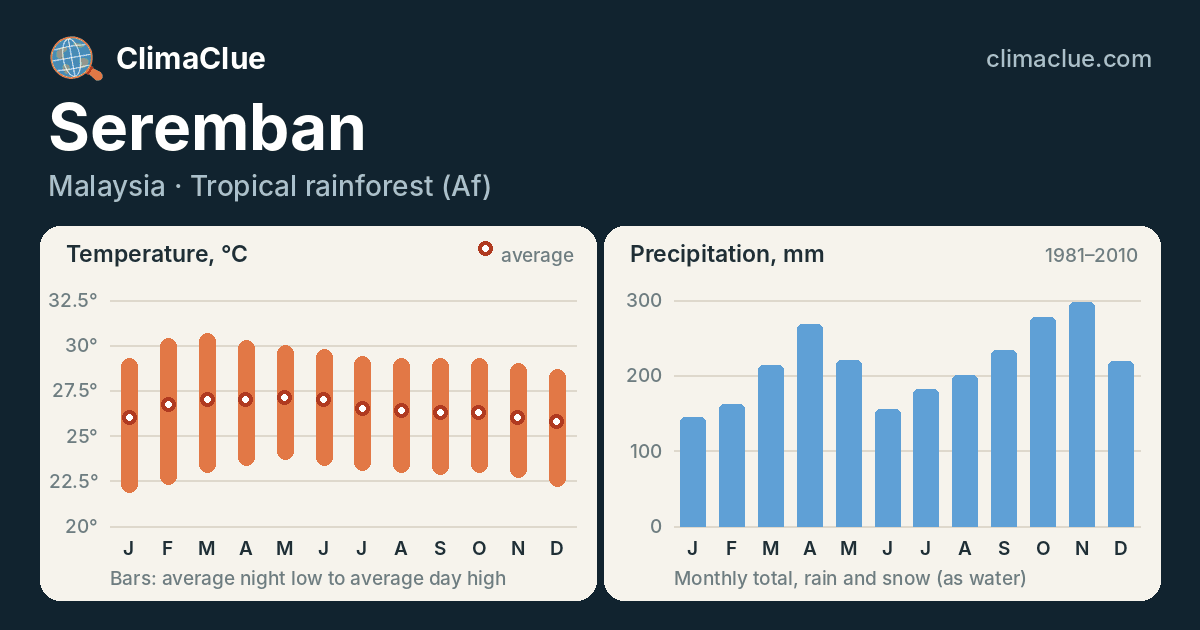 ClimaClue
climaclue.com
Seremban
Malaysia · Tropical rainforest (Af)
Temperature, °C
average
32.5°
30°
27.5°
25°
22.5°
20°
J F M A M J J A S O N D
Bars: average night low to average day high
Precipitation, mm
1981–2010
300
200
100
0
J F M A M J J A S O N D
Monthly total, rain and snow (as water)